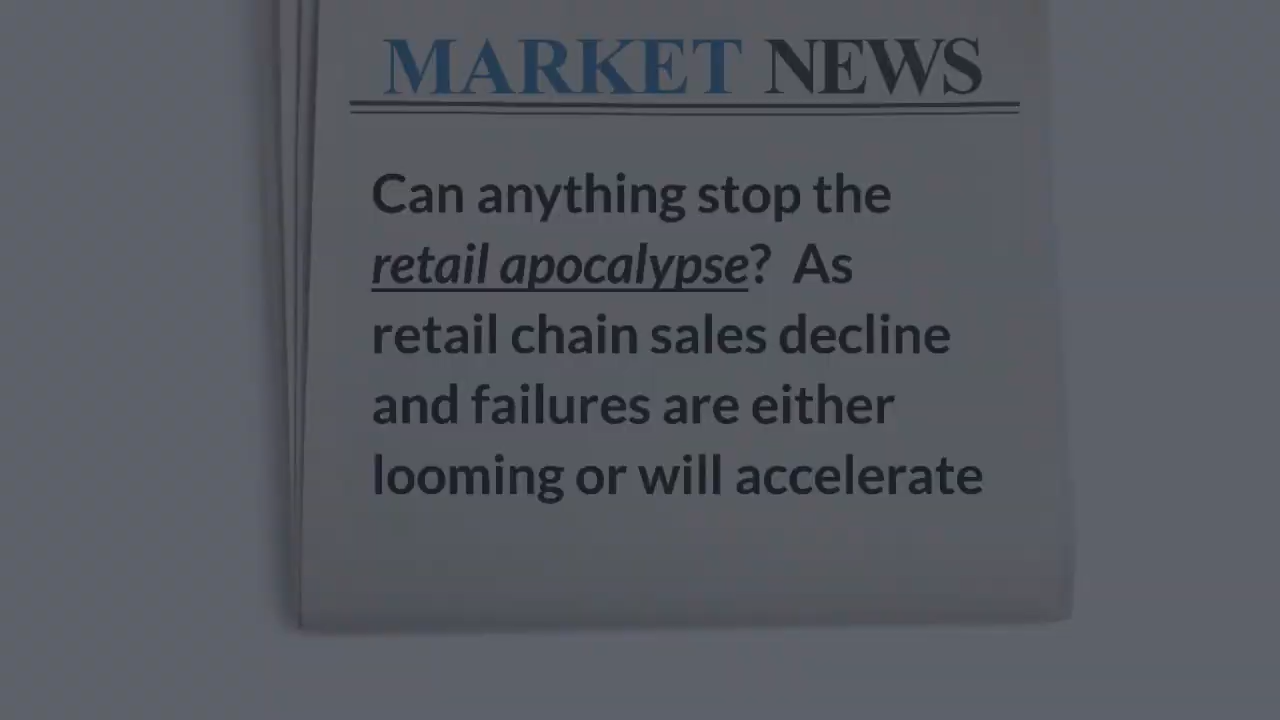 MARKET NEWS
Can anything stop the
retail apocalypse?  As
retail chain sales decline
and failures are either
looming or will accelerate